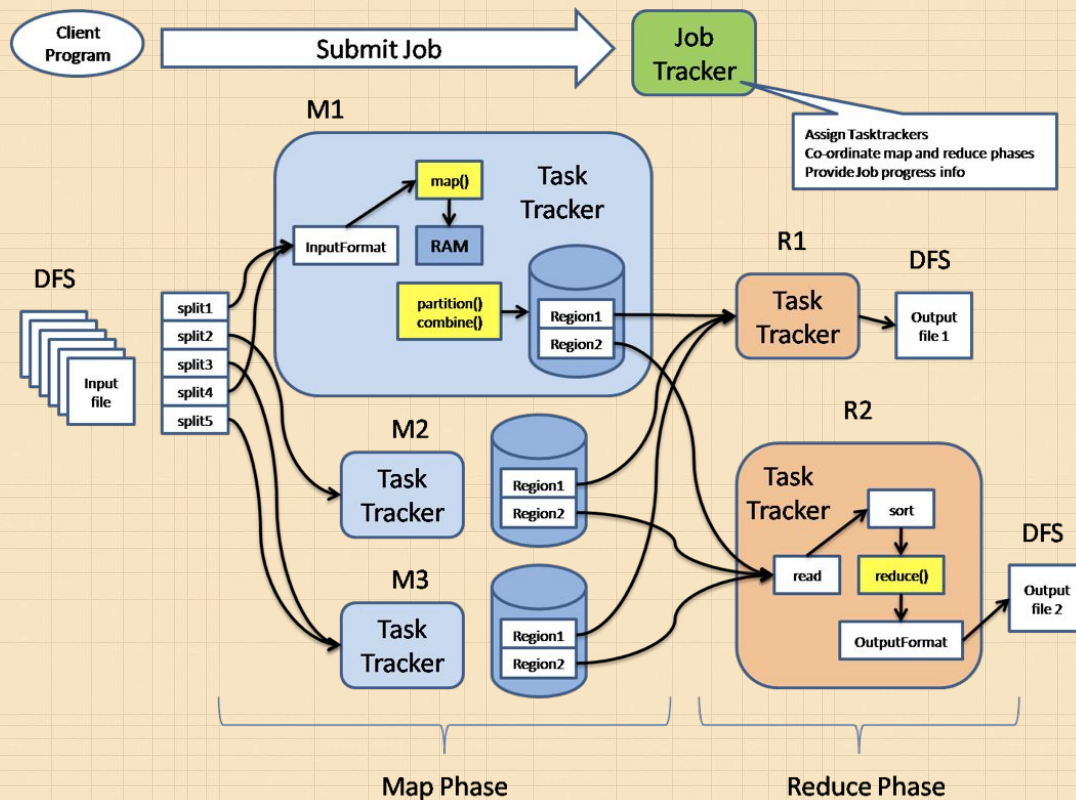 Client
Program
Submit Job
Job
Tracker
Assign Tasktrackers
Co-ordinate map and reduce phases
Provide Job progress info
M1
map()
Task
Tracker
InputFormat
RAM
partition()
combine()
Region1
Region2
DFS
Input
file
split1
split2
split3
split4
split5
M2
Task
Tracker
Region1
Region2
M3
Task
Tracker
Region1
Region2
R1
Task
Tracker
DFS
Output
file 1
R2
Task
Tracker
sort
read
reduce()
OutputFormat
DFS
Output
file 2
Map Phase
Reduce Phase